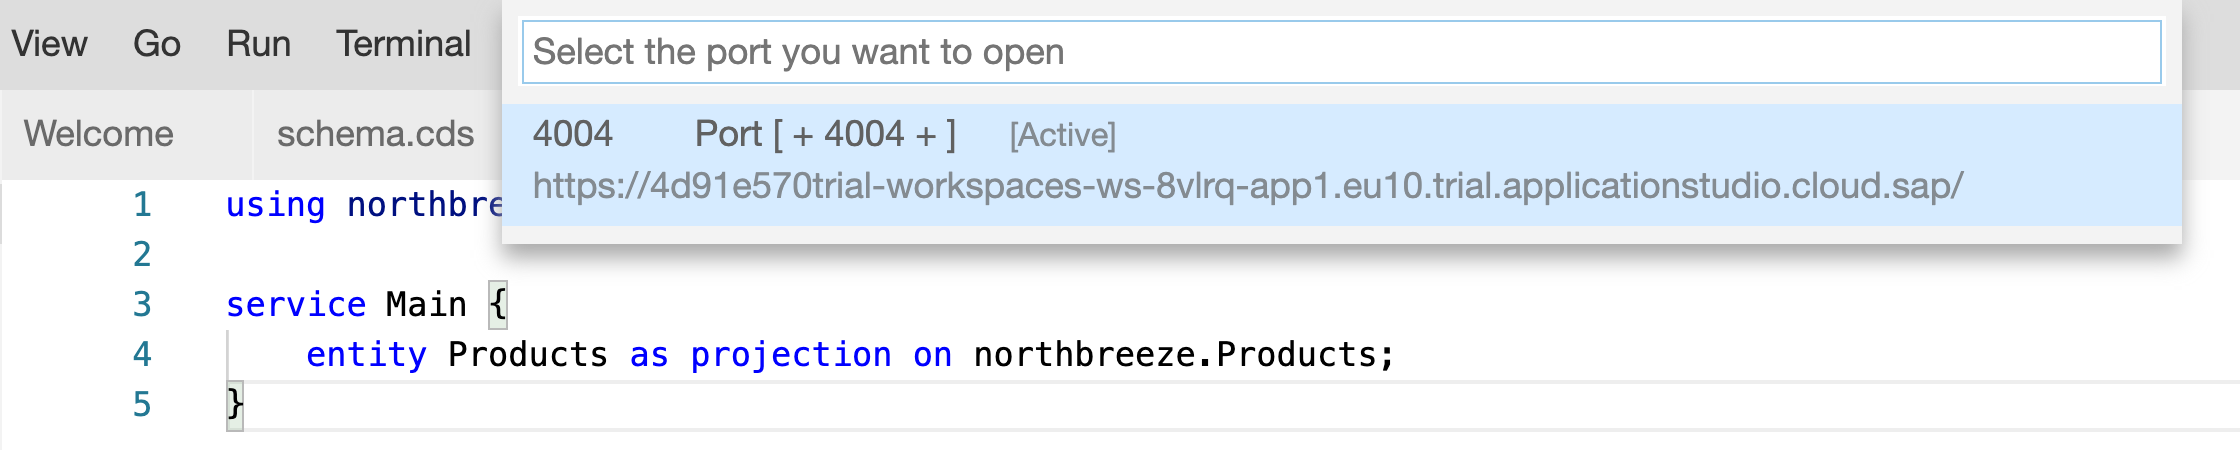 View Go Run Terminal
Select the port you want to open
4004 Port [ + 4004 + ] [Active]
https://4d91e570trial-workspaces-ws-8vlrq-app1.eu10.trial.applicationstudio.cloud.sap/
Welcome schema.cds
1 using northbre
2
3 service Main {
4 entity Products as projection on northbreeze.Products;
5 }